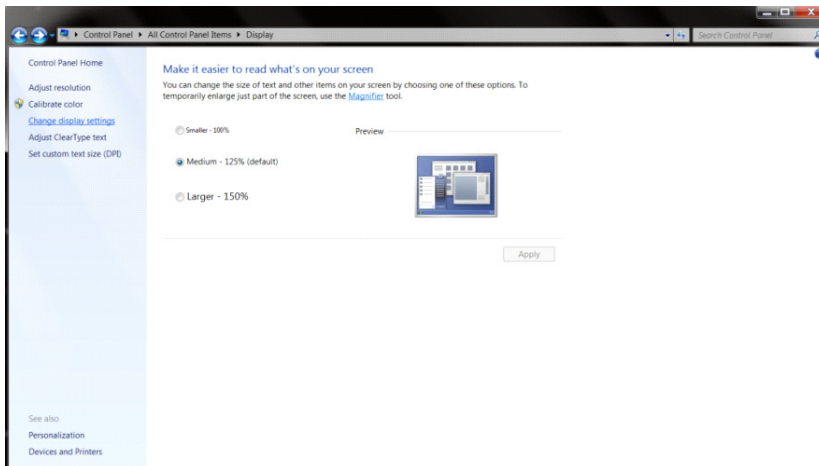 Control Panel ▸ All Control Panel Items ▸ Display
Search Control Panel
Control Panel Home
Adjust resolution
Calibrate color
Change display settings
Adjust ClearType text
Set custom text size (DPI)
See also
Personalization
Devices and Printers
Make it easier to read what's on your screen
You can change the size of text and other items on your screen by choosing one of these options. To
temporarily enlarge just part of the screen, use the Magnifier tool.
Smaller - 100%
Preview
Medium - 125% (default)
Larger - 150%
Apply